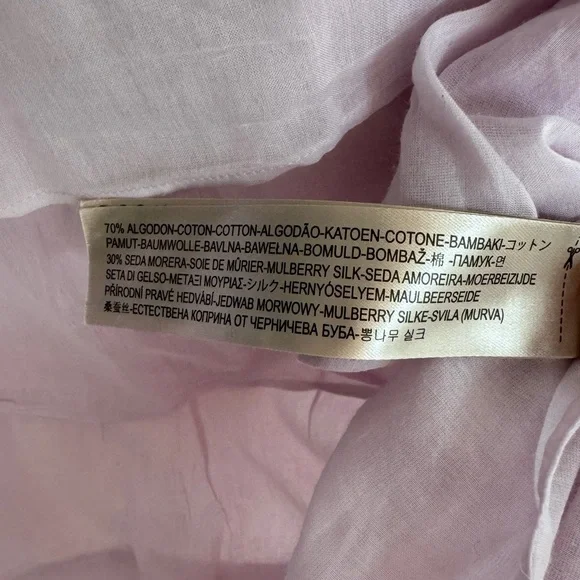 70% ALGODON-COTON-COTTON-ALGODÃO-KATOEN-COTONE-BAMBAKI-コットン
PAMUT-BAUMWOLLE-BAVLNA-BAWEŁNA-BOMULD-BOMBAŽ-棉 -ПАМУК-면
30% SEDA MORERA-SOIE DE MÛRIER-MULBERRY SILK-SEDA AMOREIRA-MOERBEIZIJDE
SETA DI GELSO-ΜΕΤΑΞΙ ΜΟΥΡΙΑΣ-シルク-HERNYÓSELYEM-MAULBEERSEIDE
PŘÍRODNÍ PRAVÉ HEDVÁBÍ-JEDWAB MORWOWY-MULBERRY SILKE-SVILA (MURVA)
桑蚕丝-ЕСТЕСТВЕНА КОПРИНА ОТ ЧЕРНИЧЕВА БУБА-뽕나무 실크